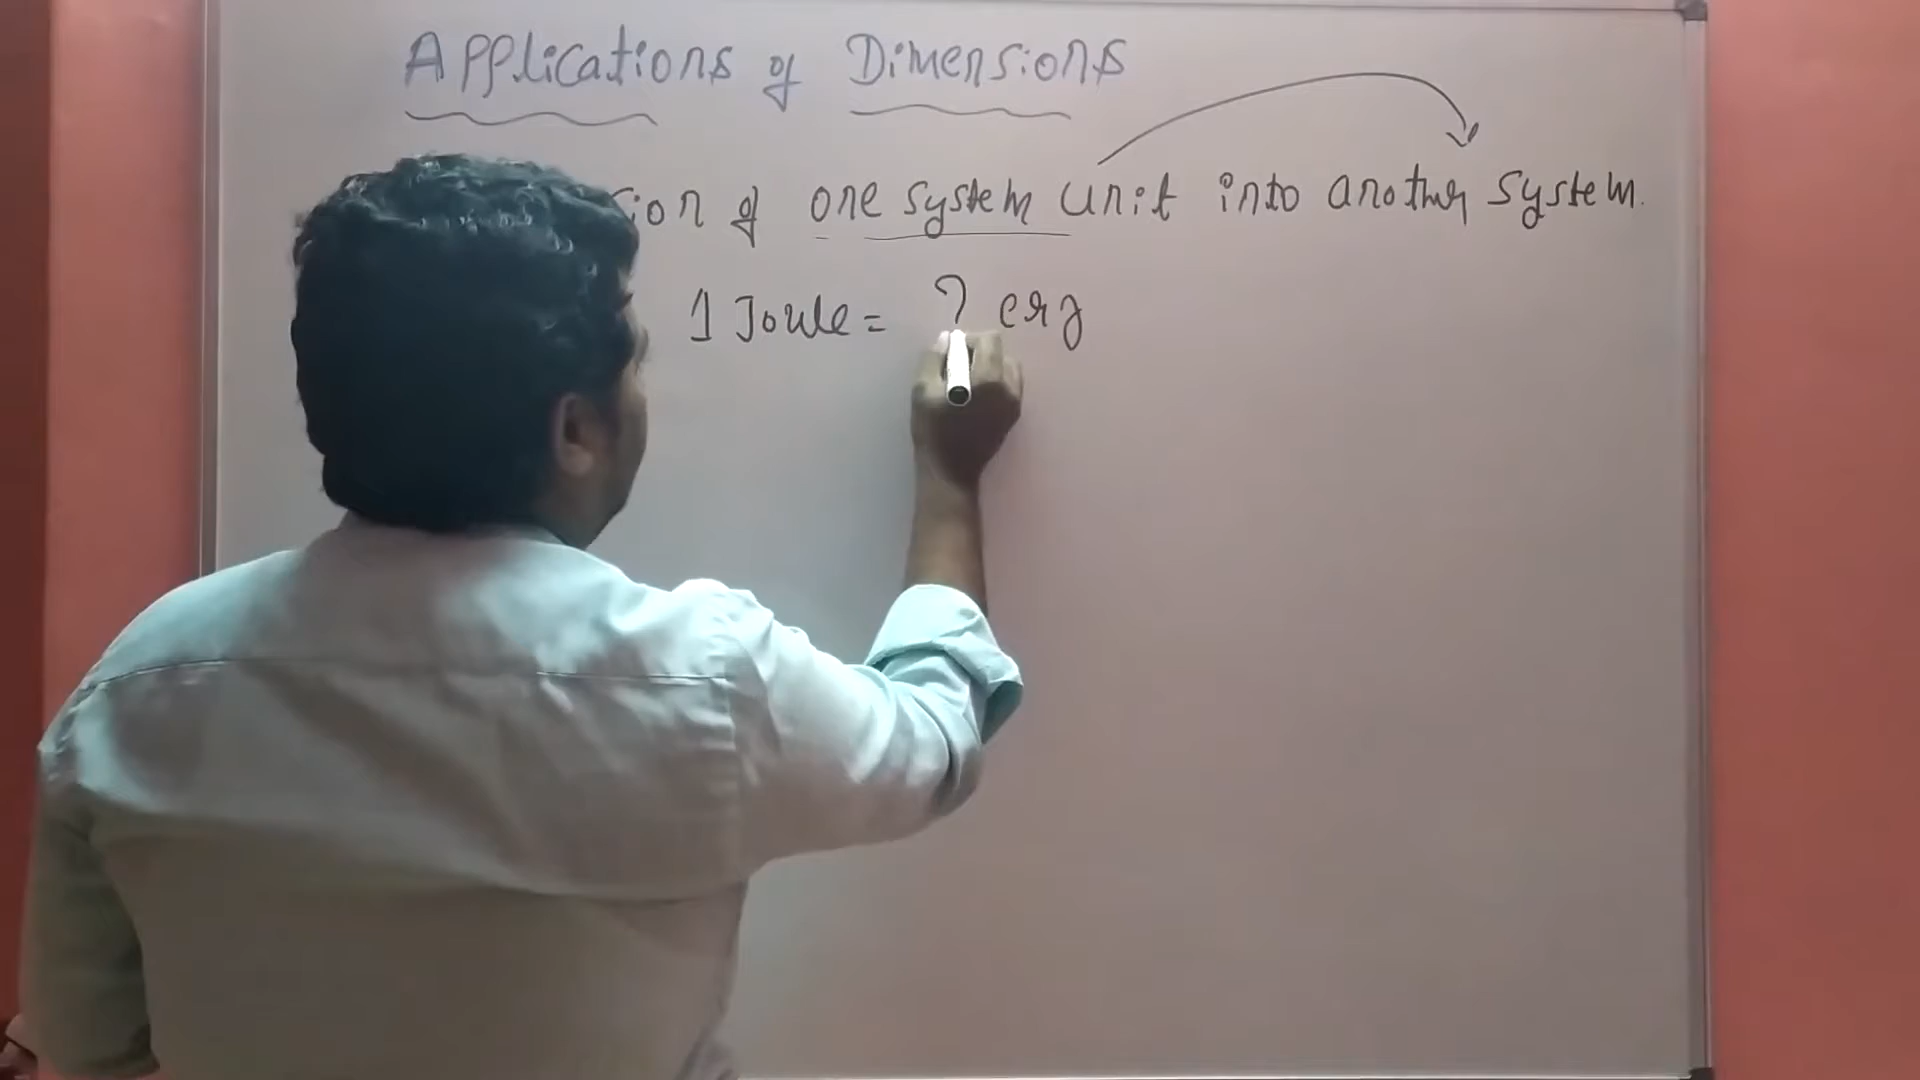 Applications of Dimensions
ion of one system unit into another system.
1 Joule = ? erg